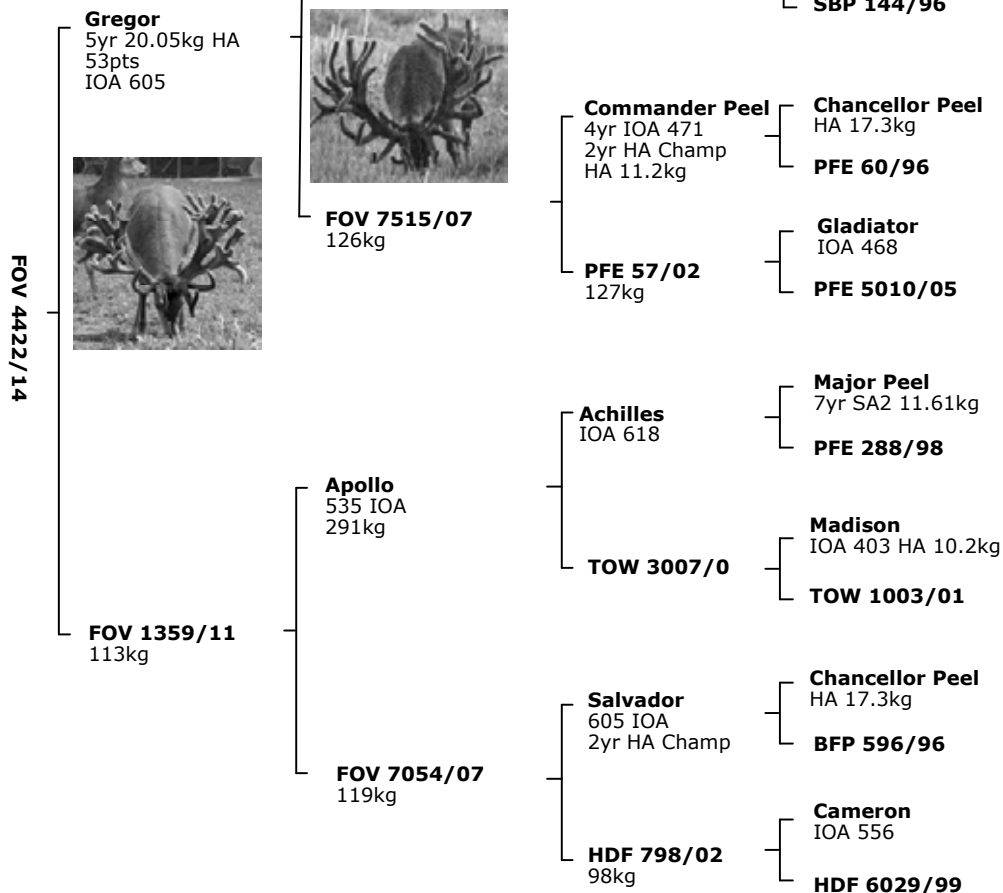 FOV 4422/14
Gregor
5yr 20.05kg HA
53pts
IOA 605
FOV 1359/11
113kg
FOV 7515/07
126kg
Apollo
535 IOA
291kg
FOV 7054/07
119kg
Commander Peel
4yr IOA 471
2yr HA Champ
HA 11.2kg
PFE 57/02
127kg
Achilles
IOA 618
TOW 3007/0
Salvador
605 IOA
2yr HA Champ
HDF 798/02
98kg
SBP 144/96
Chancellor Peel
HA 17.3kg
PFE 60/96
Gladiator
IOA 468
PFE 5010/05
Major Peel
7yr SA2 11.61kg
PFE 288/98
Madison
IOA 403 HA 10.2kg
TOW 1003/01
Chancellor Peel
HA 17.3kg
BFP 596/96
Cameron
IOA 556
HDF 6029/99